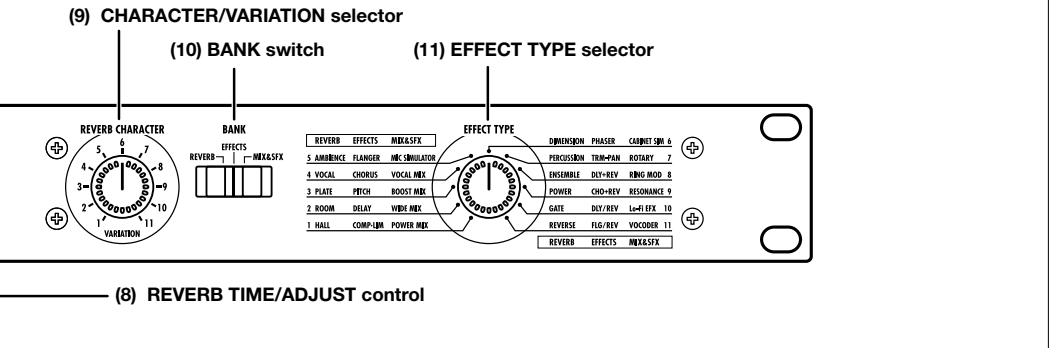 (9) CHARACTER/VARIATION selector
(10) BANK switch
(11) EFFECT TYPE selector
REVERB CHARACTER
1 2 3 4 5 6 7 8 9 10 11
VARIATION
BANK
EFFECTS
REVERB MIX&SFX
EFFECT TYPE
REVERB EFFECTS MIX&SFX
5 AMBIENCE FLANGER MIC SIMULATOR
4 VOCAL CHORUS VOCAL MIX
3 PLATE PITCH BOOST MIX
2 ROOM DELAY WIDE MIX
1 HALL COMP-LIM POWER MIX
DIMENSION PHASER CABINET SIM 6
PERCUSSION TRM⇔PAN ROTARY 7
ENSEMBLE DLY+REV RING MOD 8
POWER CHO+REV RESONANCE 9
GATE DLY/REV Lo-Fi EFX 10
REVERSE FLG/REV VOCODER 11
REVERB EFFECTS MIX&SFX
(8) REVERB TIME/ADJUST control